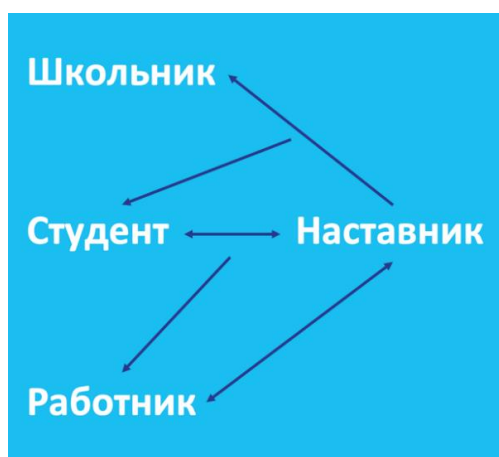 Школьник
Студент
Наставник
Работник